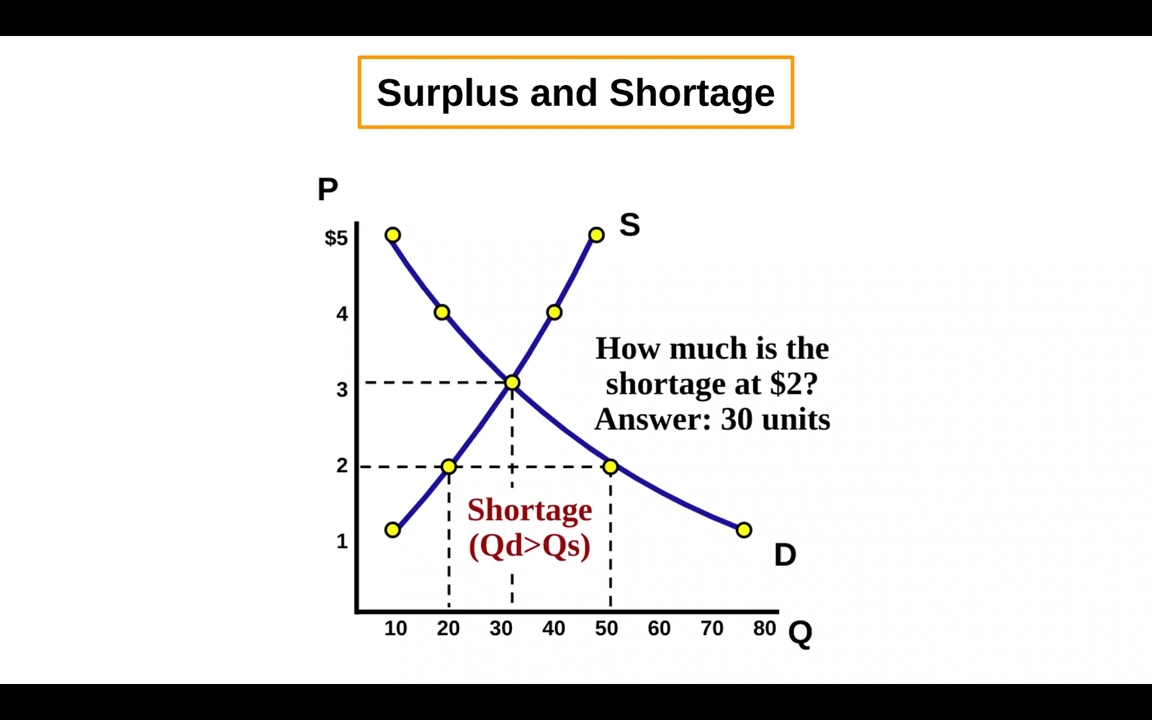 Surplus and Shortage
P
$5
S
4
How much is the
3
shortage at $2?
Answer: 30 units
2
Shortage
(Qd>Qs)
1
D
10 20 30 40 50 60 70 80 Q